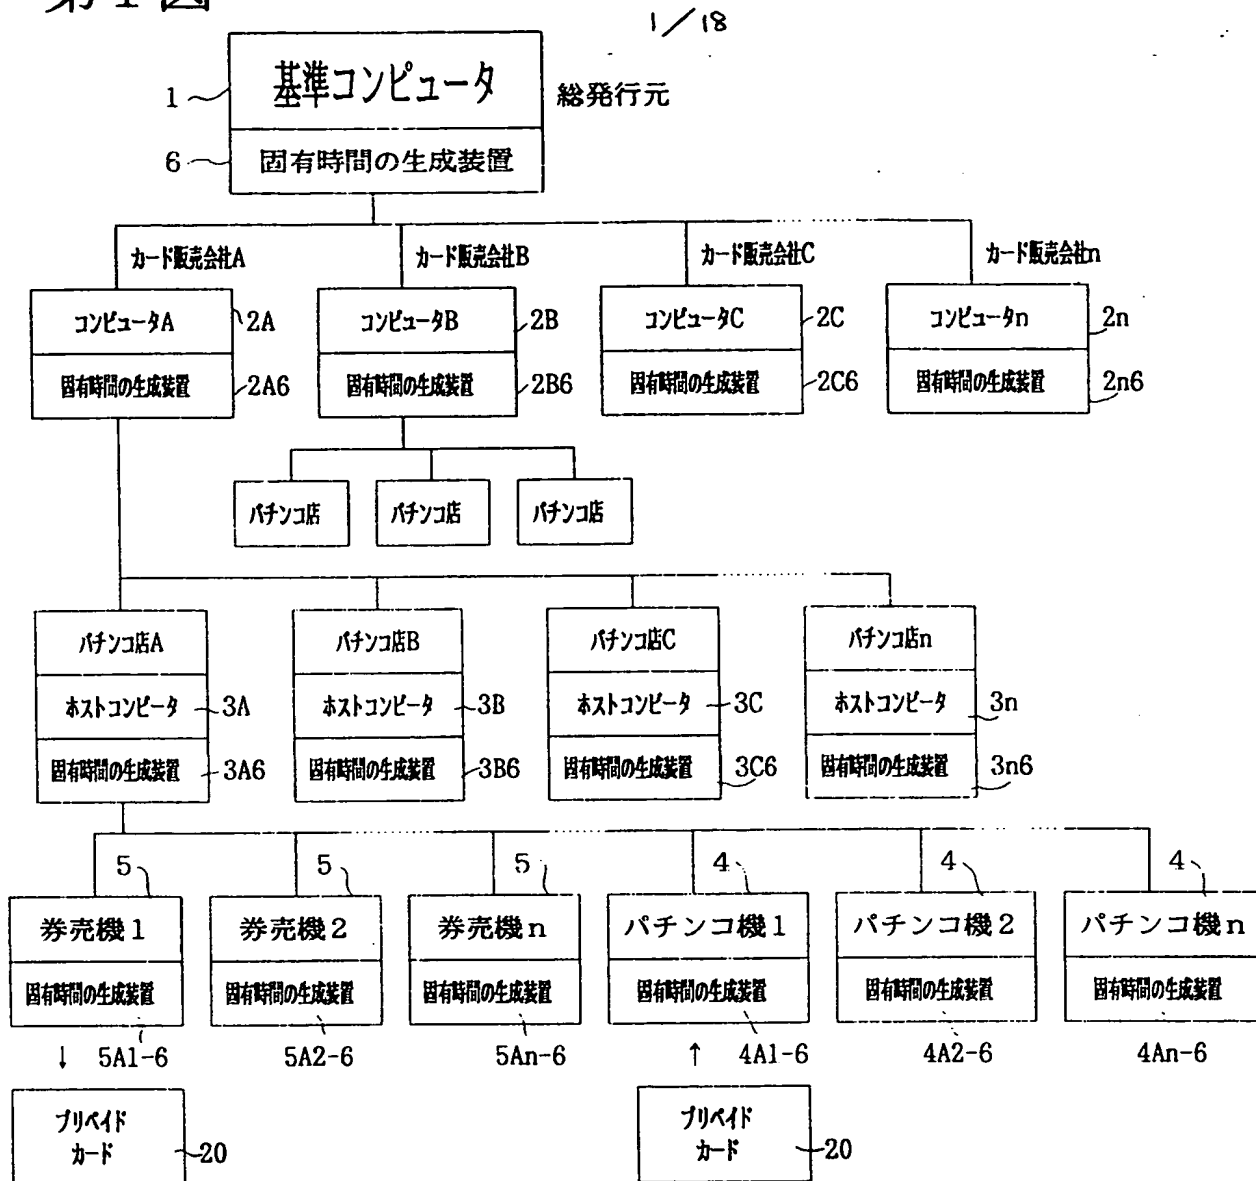 第1図
1/18
基準コンピュータ
1
総発行元
6
固有時間の生成装置
カード販売会社A
カード販売会社B
カード販売会社C
カード販売会社n
コンピュータA
2A
コンピュータB
2B
コンピュータC
2C
コンピュータn
2n
固有時間の生成装置
2A6
固有時間の生成装置
2B6
固有時間の生成装置
2C6
固有時間の生成装置
2n6
パチンコ店
パチンコ店
パチンコ店
パチンコ店A
パチンコ店B
パチンコ店C
パチンコ店n
ホストコンピータ
3A
ホストコンピータ
3B
ホストコンピータ
3C
ホストコンピータ
3n
固有時間の生成装置
3A6
固有時間の生成装置
3B6
固有時間の生成装置
3C6
固有時間の生成装置
3n6
5
5
5
4
4
4
券売機1
券売機2
券売機n
パチンコ機1
パチンコ機2
パチンコ機n
固有時間の生成装置
固有時間の生成装置
固有時間の生成装置
固有時間の生成装置
固有時間の生成装置
固有時間の生成装置
↓ 5A1-6
5A2-6
5An-6
↑ 4A1-6
4A2-6
4An-6
プリペイド
カード
20
プリペイド
カード
20